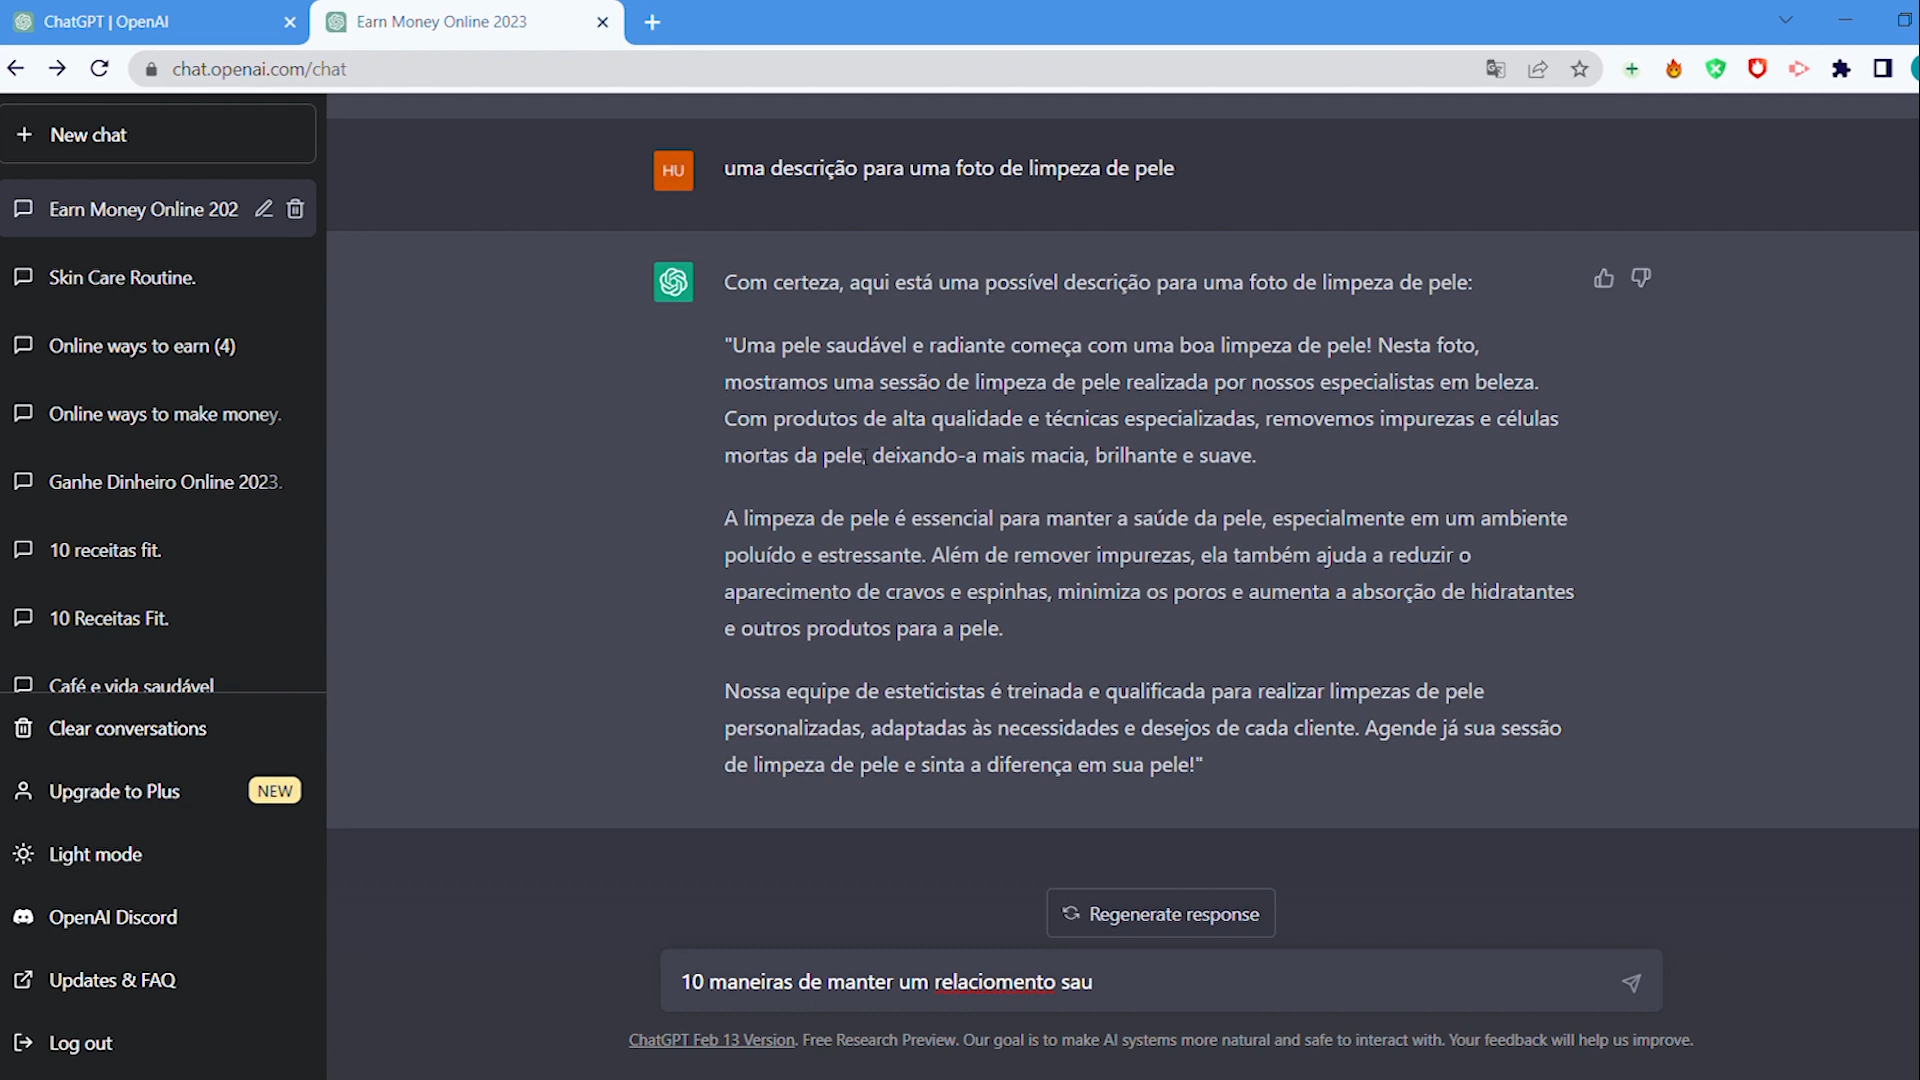 ChatGPT | OpenAI
Earn Money Online 2023
chat.openai.com/chat
New chat
Earn Money Online 202
Skin Care Routine.
Online ways to earn (4)
Online ways to make money.
Ganhe Dinheiro Online 2023.
10 receitas fit.
10 Receitas Fit.
Café e vida saudável
Clear conversations
Upgrade to Plus NEW
Light mode
OpenAI Discord
Updates & FAQ
Log out
HU
uma descrição para uma foto de limpeza de pele
Com certeza, aqui está uma possível descrição para uma foto de limpeza de pele:
"Uma pele saudável e radiante começa com uma boa limpeza de pele! Nesta foto,
mostramos uma sessão de limpeza de pele realizada por nossos especialistas em beleza.
Com produtos de alta qualidade e técnicas especializadas, removemos impurezas e células
mortas da pele, deixando-a mais macia, brilhante e suave.
A limpeza de pele é essencial para manter a saúde da pele, especialmente em um ambiente
poluído e estressante. Além de remover impurezas, ela também ajuda a reduzir o
aparecimento de cravos e espinhas, minimiza os poros e aumenta a absorção de hidratantes
e outros produtos para a pele.
Nossa equipe de esteticistas é treinada e qualificada para realizar limpezas de pele
personalizadas, adaptadas às necessidades e desejos de cada cliente. Agende já sua sessão
de limpeza de pele e sinta a diferença em sua pele!"
Regenerate response
10 maneiras de manter um relaciomento sau
ChatGPT Feb 13 Version. Free Research Preview. Our goal is to make AI systems more natural and safe to interact with. Your feedback will help us improve.